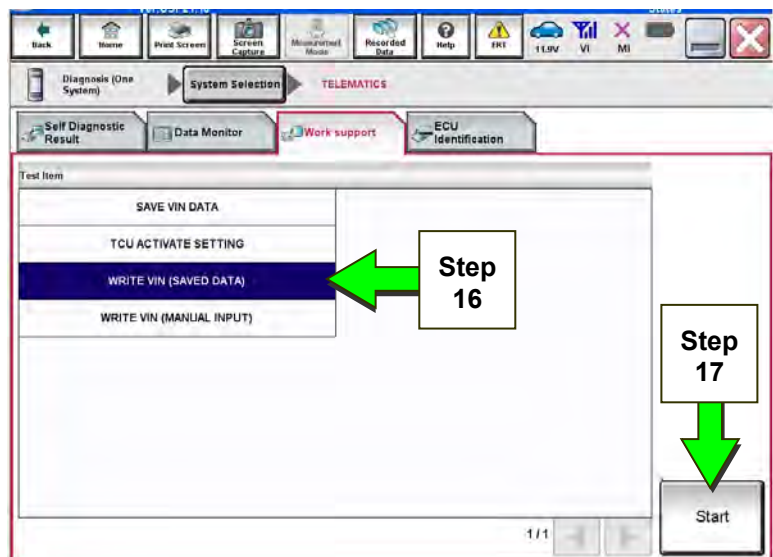 Back
Home
Print Screen
Screen
Capture
Measurement
Mode
Recorded
Data
Help
ERT
11.9V
VI
MI
Diagnosis (One
System)
System Selection
TELEMATICS
Self Diagnostic
Result
Data Monitor
Work support
ECU
Identification
Test Item
SAVE VIN DATA
TCU ACTIVATE SETTING
WRITE VIN (SAVED DATA)
WRITE VIN (MANUAL INPUT)
Step
16
Step
17
Start
1/1